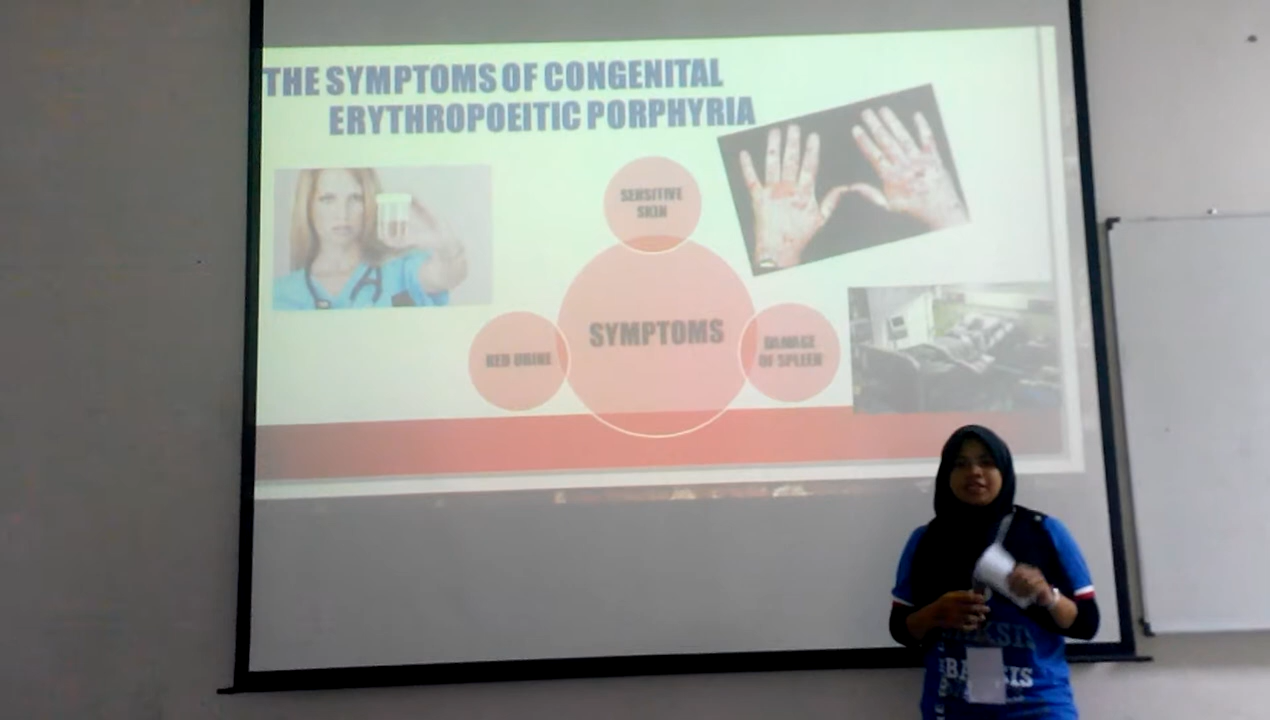 THE SYMPTOMS OF CONGENITAL
ERYTHROPOEITIC PORPHYRIA
SENSITIVE
SKIN
SYMPTOMS
RED URINE
DAMAGE
OF SPLEEN